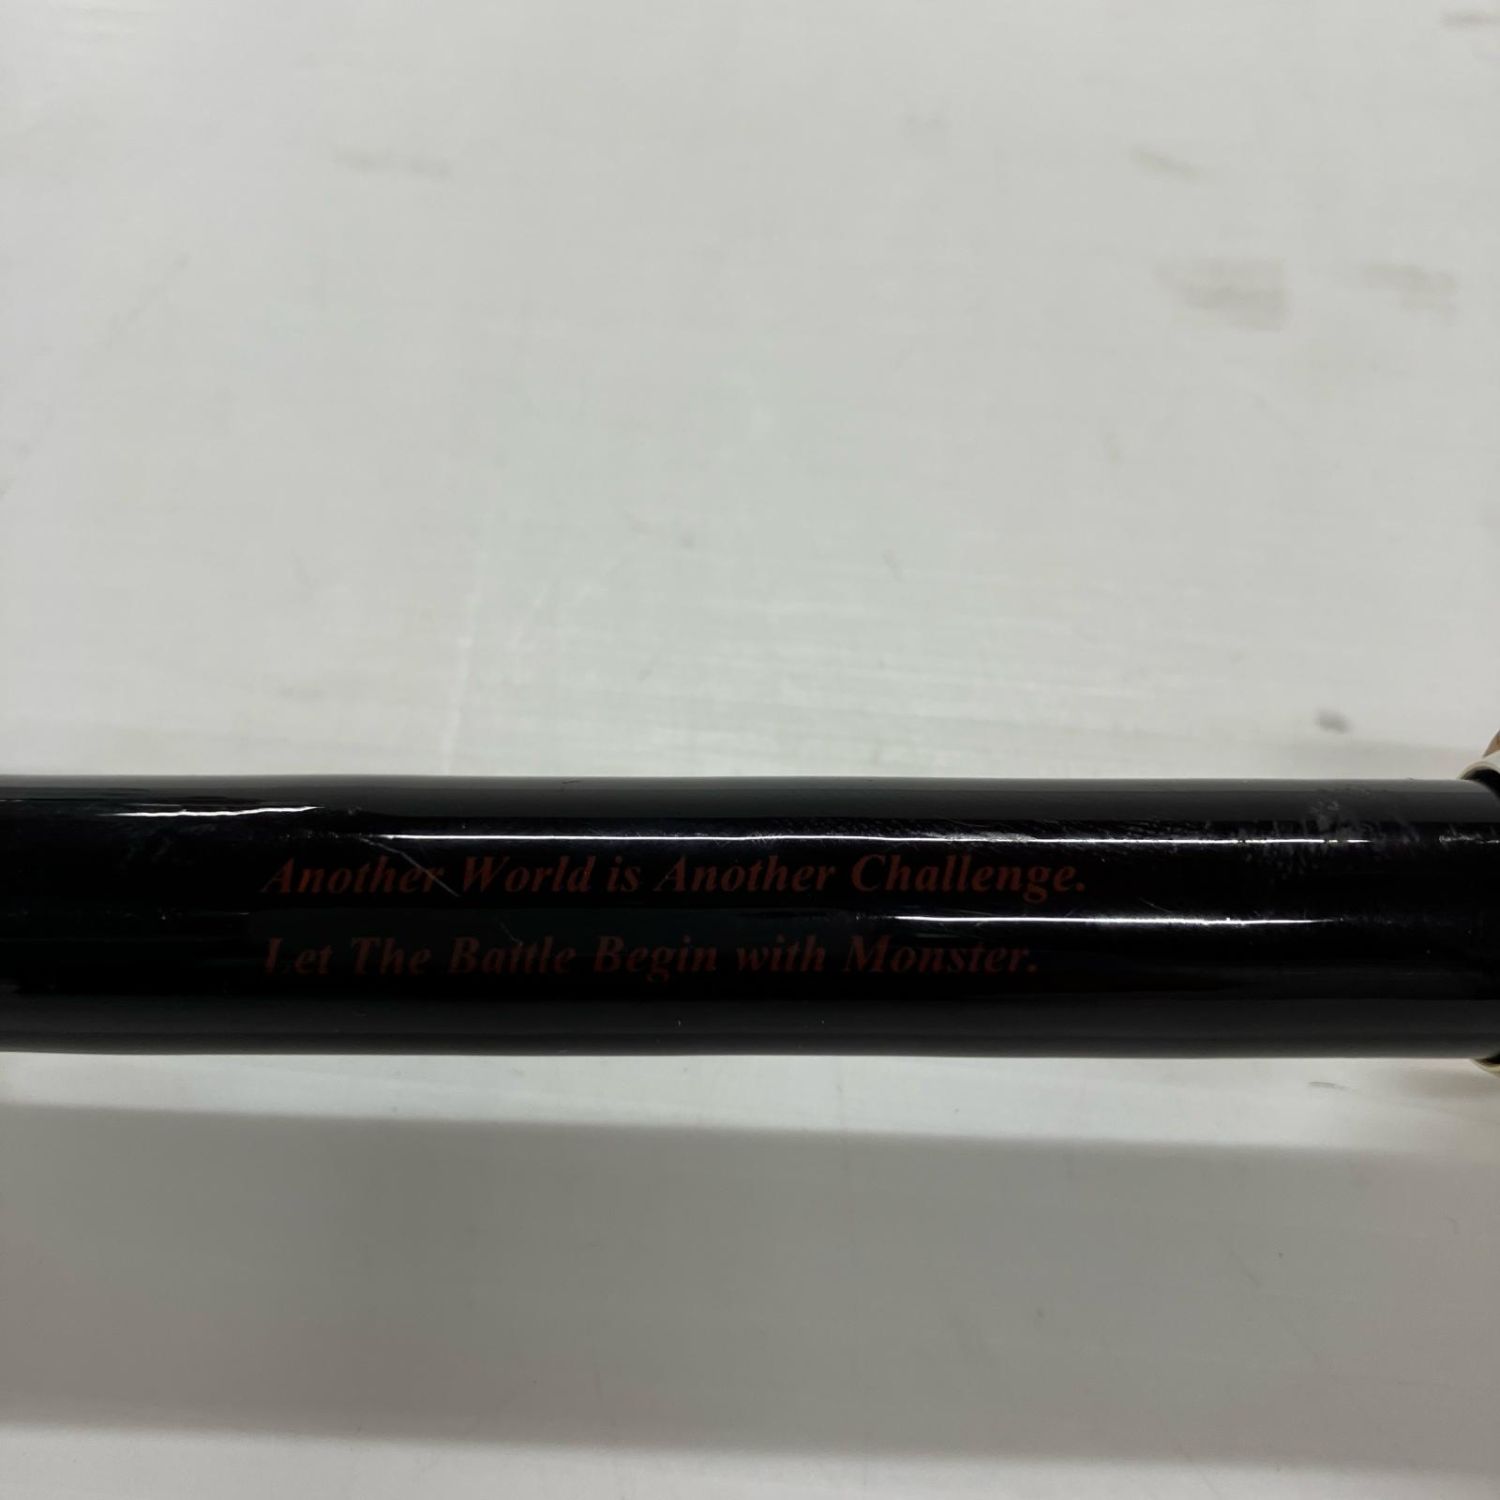 Another World is Another Challenge.
Let The Battle Begin with Monster.